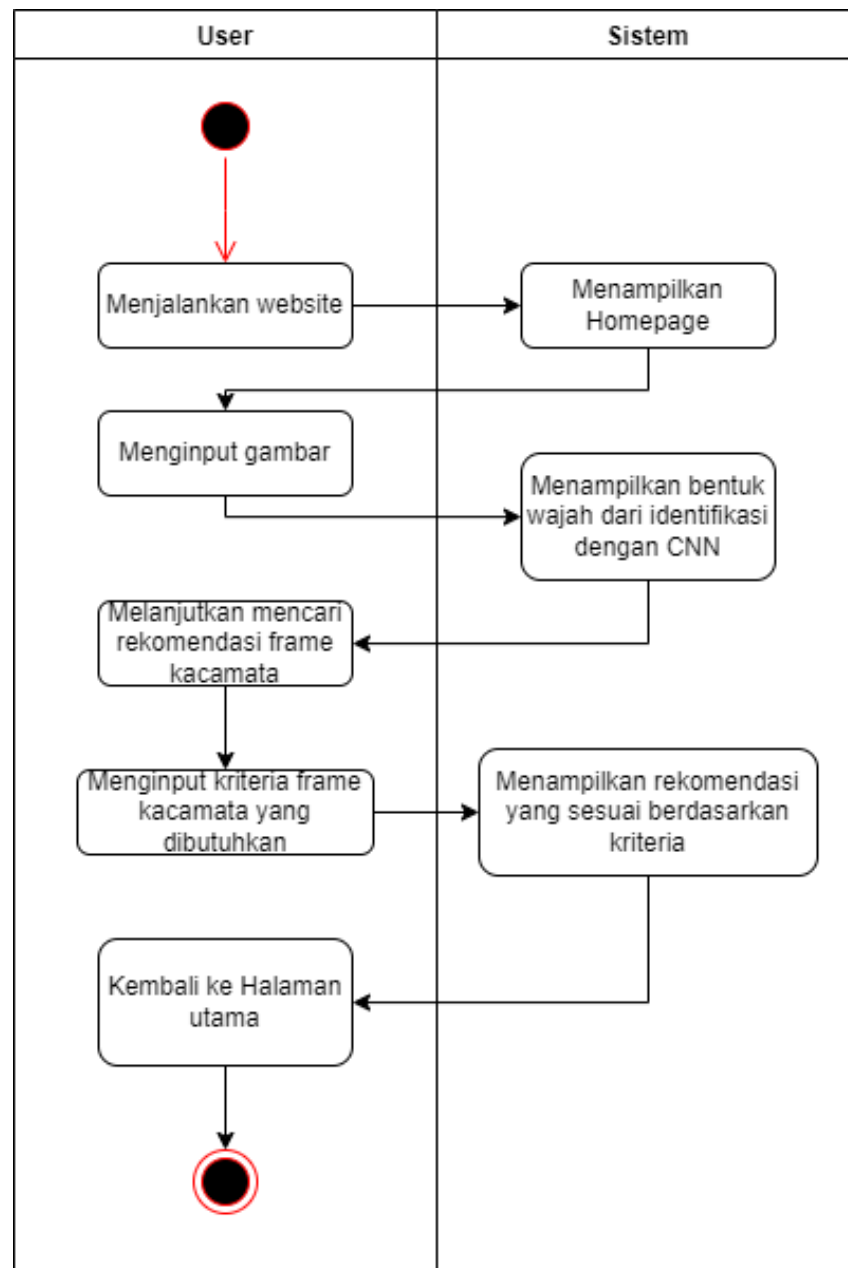 User
Sistem
Menjalankan website
Menampilkan
Homepage
Menginput gambar
Menampilkan bentuk
wajah dari identifikasi
dengan CNN
Melanjutkan mencari
rekomendasi frame
kacamata
Menginput kriteria frame
kacamata yang
dibutuhkan
Menampilkan rekomendasi
yang sesuai berdasarkan
kriteria
Kembali ke Halaman
utama